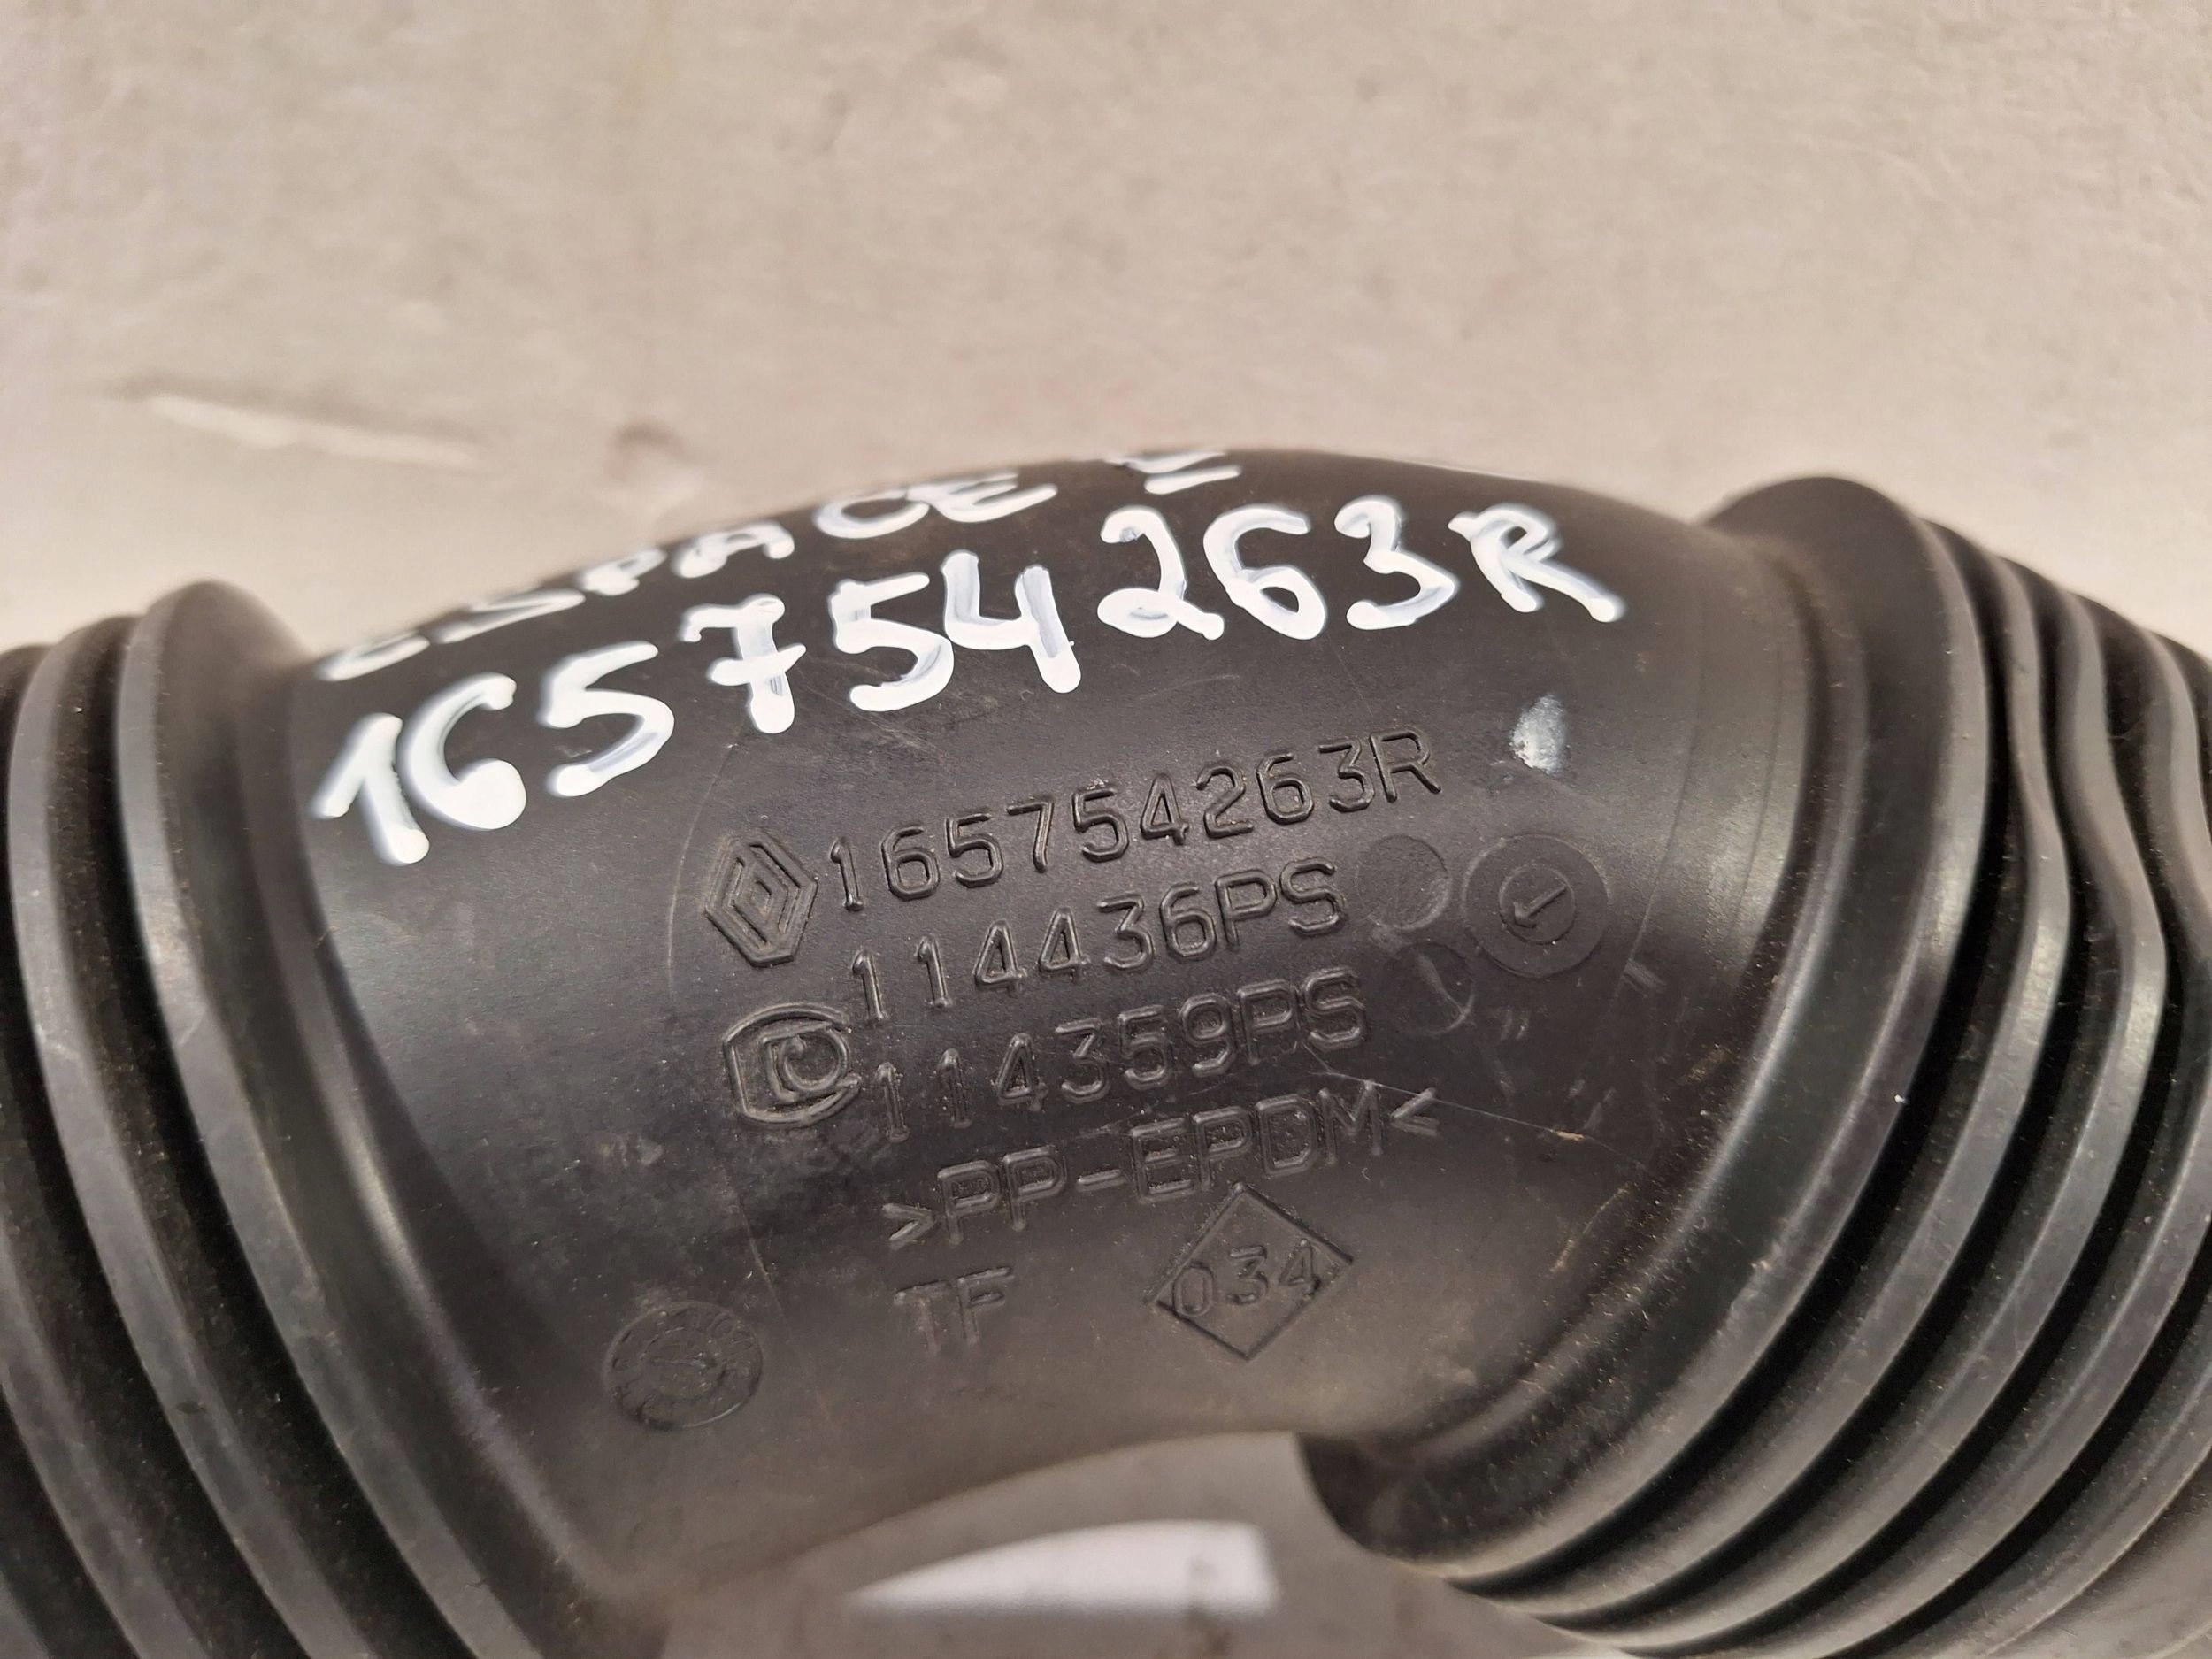 ESPACE
165754263R
165754263R
114436PS
114359PS
>PP-EPDM<
TF
034